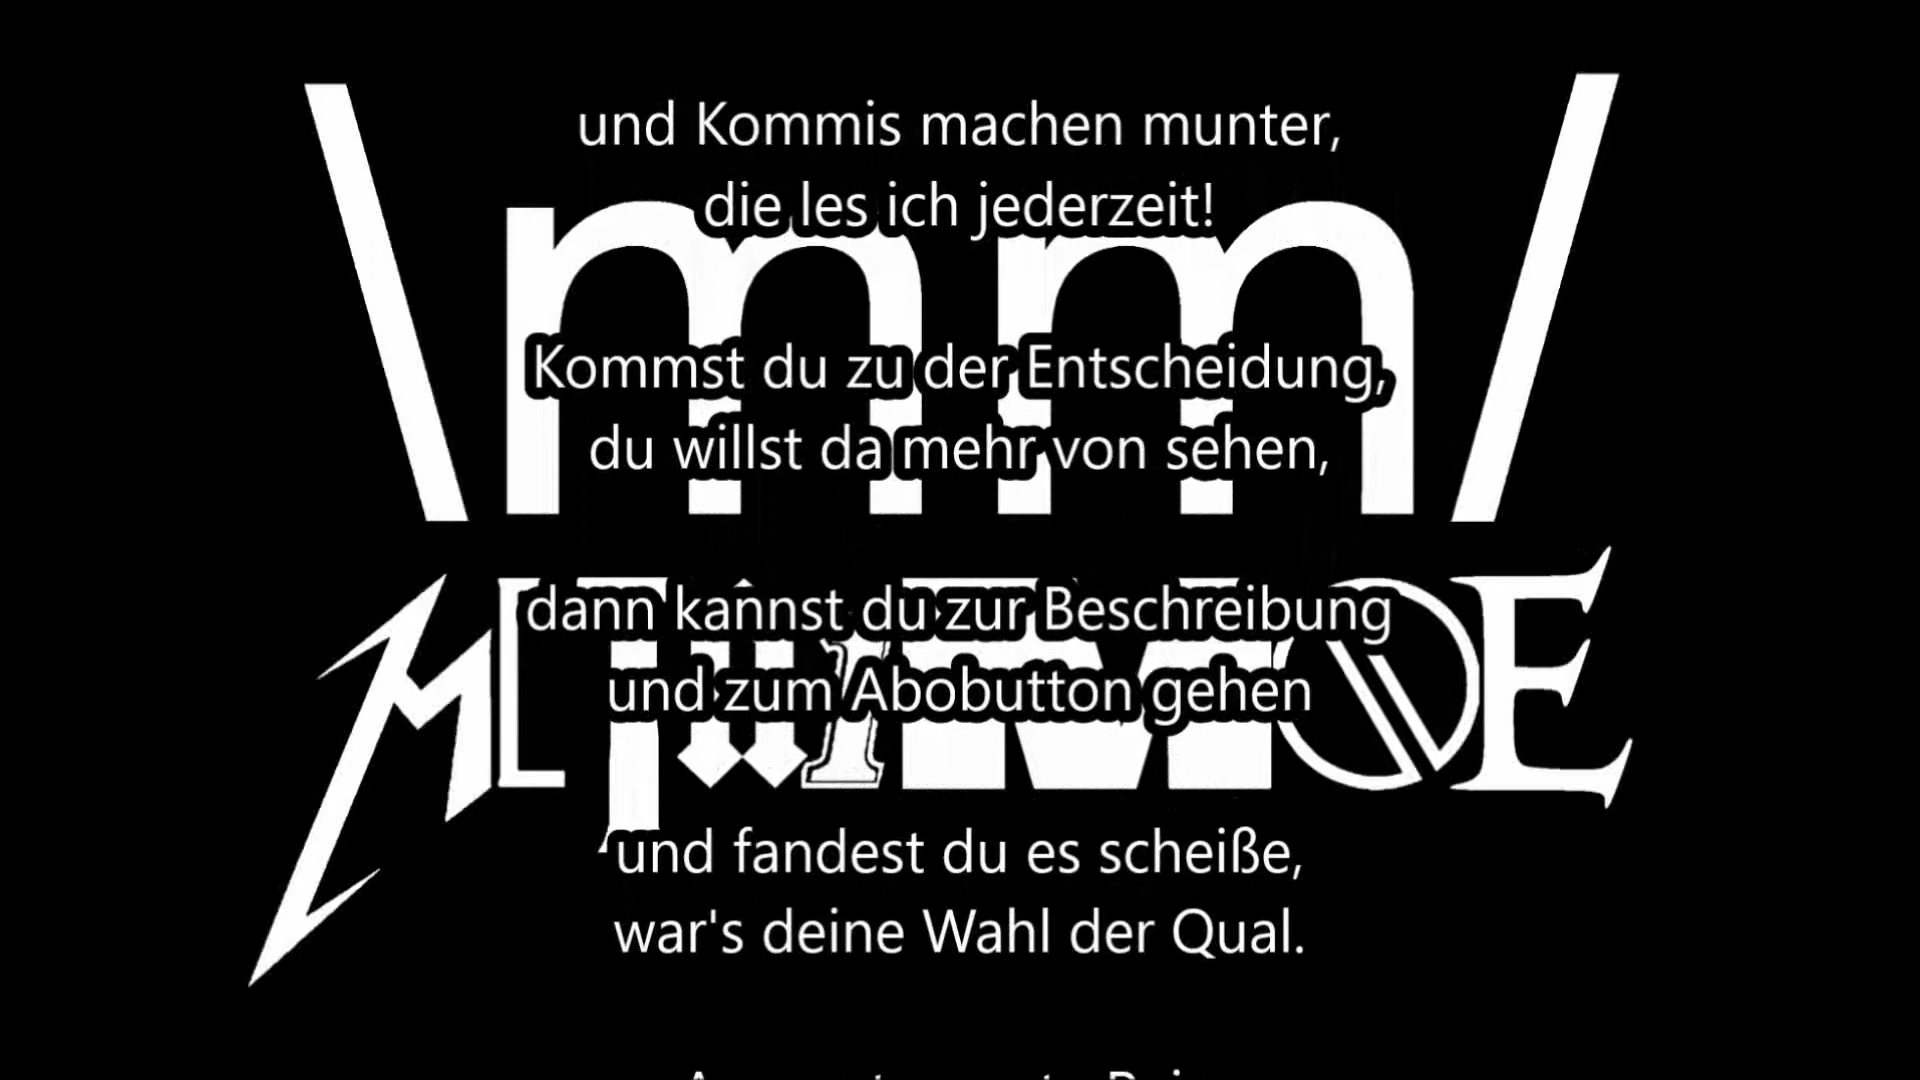 und Kommis machen munter,
die les ich jederzeit!
\mm/
Kommst du zu der Entscheidung,
du willst da mehr von sehen,
dann kannst du zur Beschreibung
und zum Abobutton gehen
und fandest du es scheiße,
war's deine Wahl der Qual.